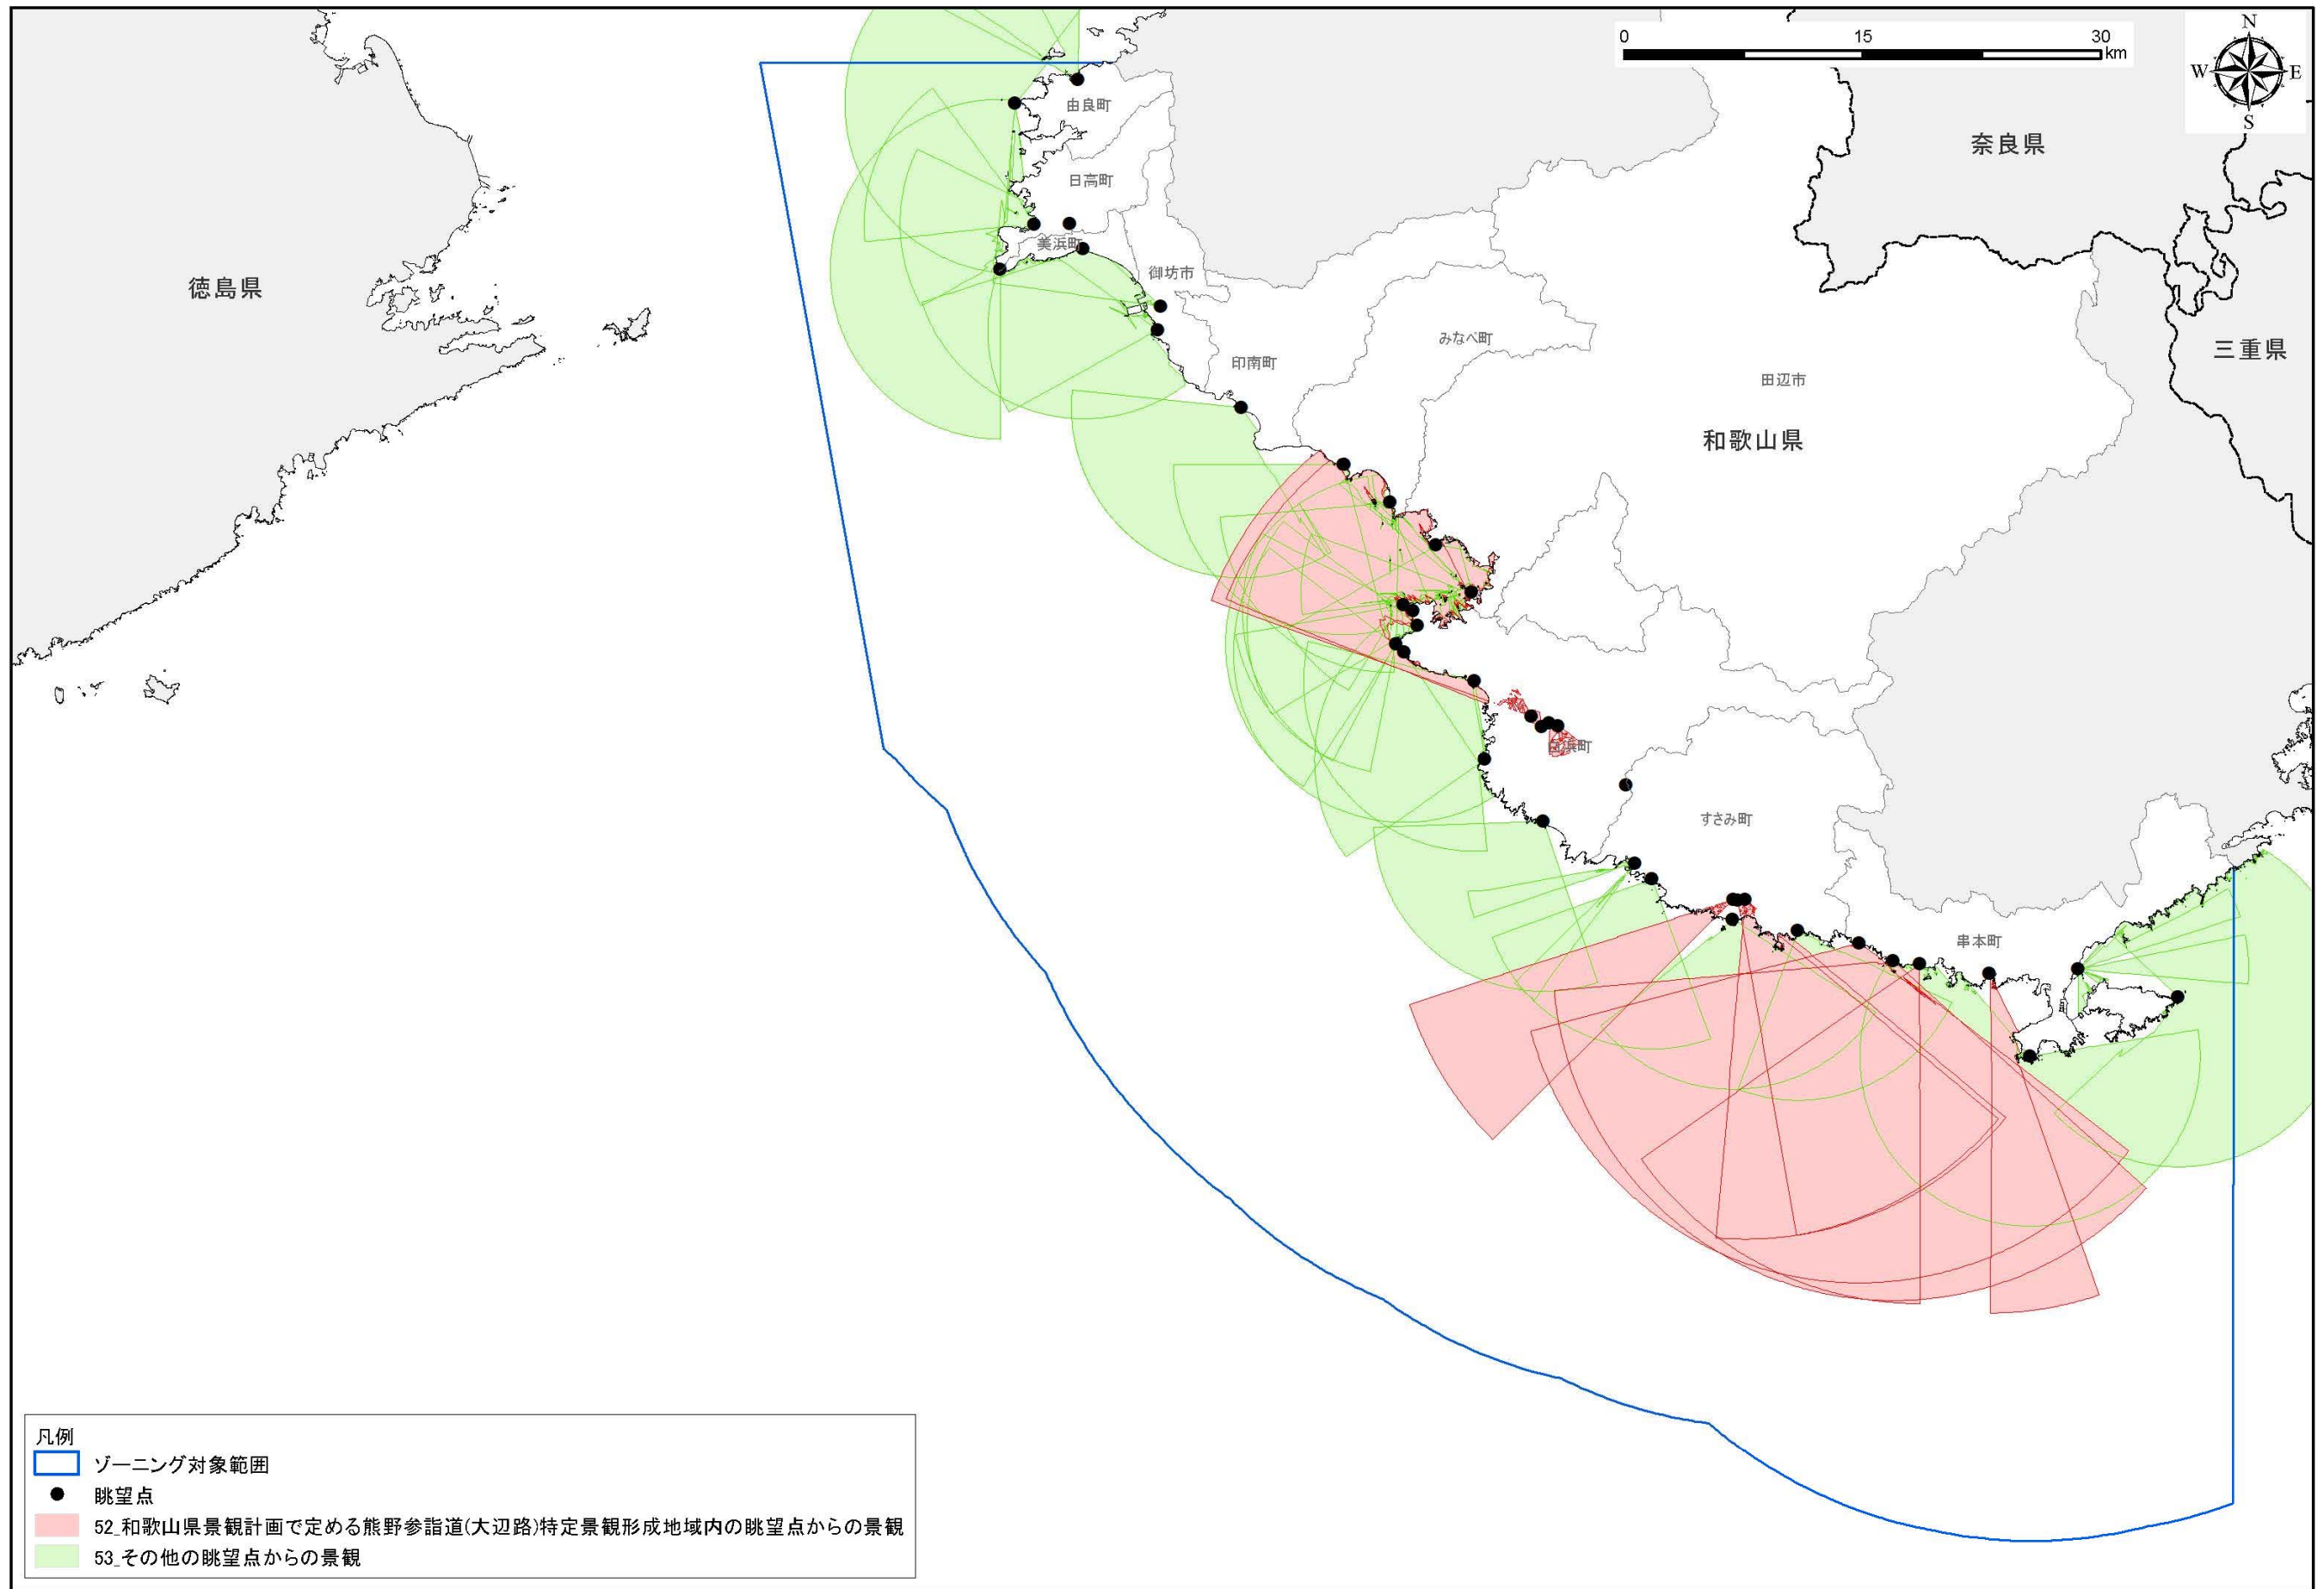 0 15 30
km
N
W E
S
由良町
奈良県
日高町
美浜町
御坊市
徳島県
みなべ町
三重県
印南町
田辺市
和歌山県
白浜町
すさみ町
串本町
凡例
ゾーニング対象範囲
眺望点
52_和歌山県景観計画で定める熊野参詣道(大辺路)特定景観形成地域内の眺望点からの景観
53_その他の眺望点からの景観